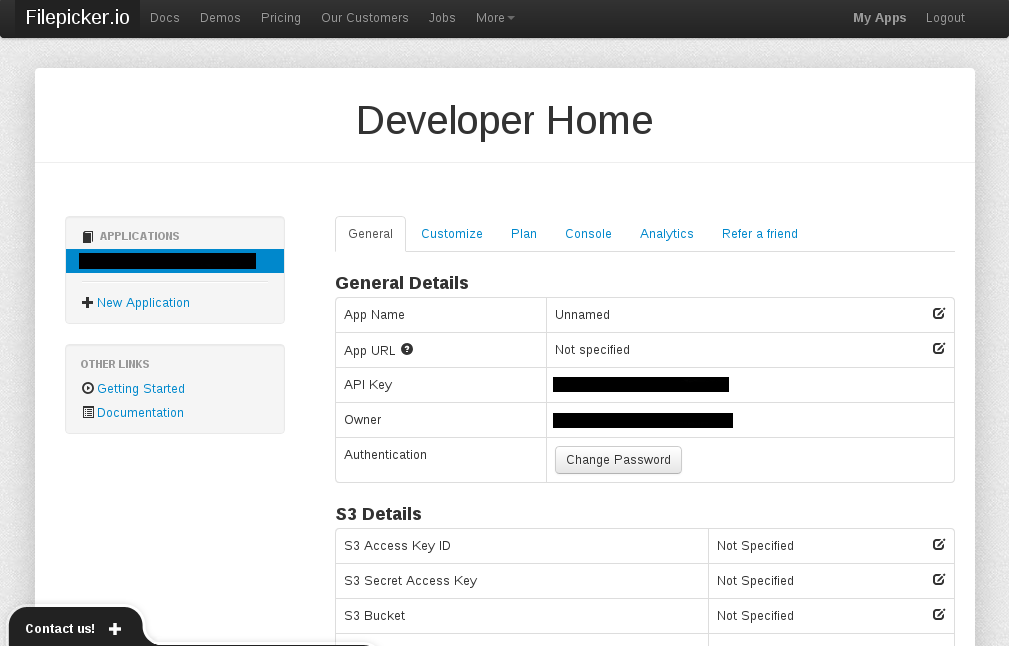 Filepicker.io Docs Demos Pricing Our Customers Jobs More My Apps Logout
Developer Home
APPLICATIONS
New Application
OTHER LINKS
Getting Started
Documentation
General Customize Plan Console Analytics Refer a friend
General Details
App Name Unnamed
App URL Not specified
API Key
Owner
Authentication Change Password
S3 Details
S3 Access Key ID Not Specified
S3 Secret Access Key Not Specified
S3 Bucket Not Specified
Contact us!